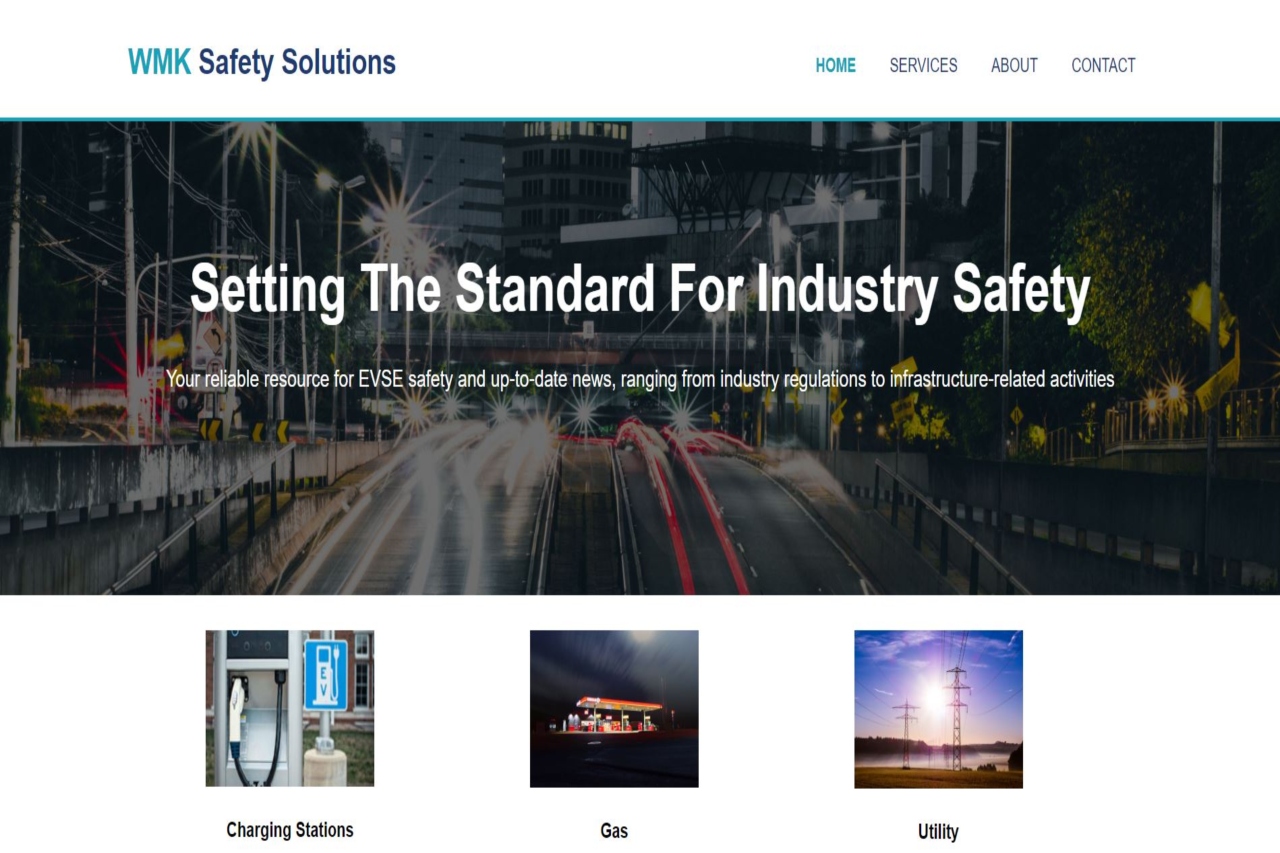 WMK Safety Solutions
HOME SERVICES ABOUT CONTACT
Setting The Standard For Industry Safety
Your reliable resource for EVSE safety and up-to-date news, ranging from industry regulations to infrastructure-related activities
EV
Charging Stations
Gas
Utility